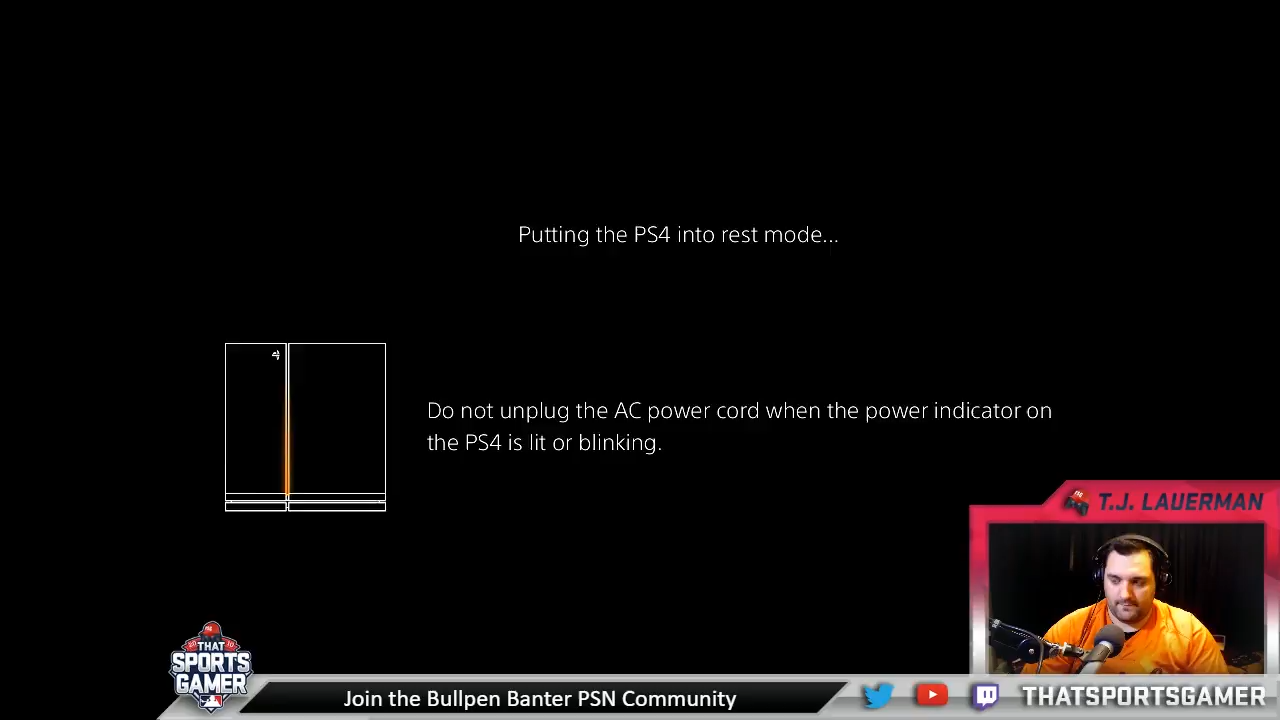 Putting the PS4 into rest mode...
Do not unplug the AC power cord when the power indicator on
the PS4 is lit or blinking.
T.J. LAUERMAN
THAT
SPORTS
GAMER
Join the Bullpen Banter PSN Community
THATSPORTSGAMER